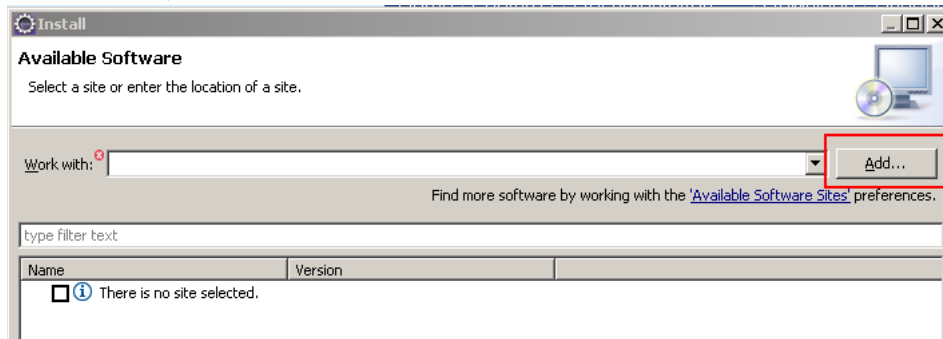 Install
Available Software
Select a site or enter the location of a site.
Work with:
Add...
Find more software by working with the 'Available Software Sites' preferences.
type filter text
Name Version
There is no site selected.